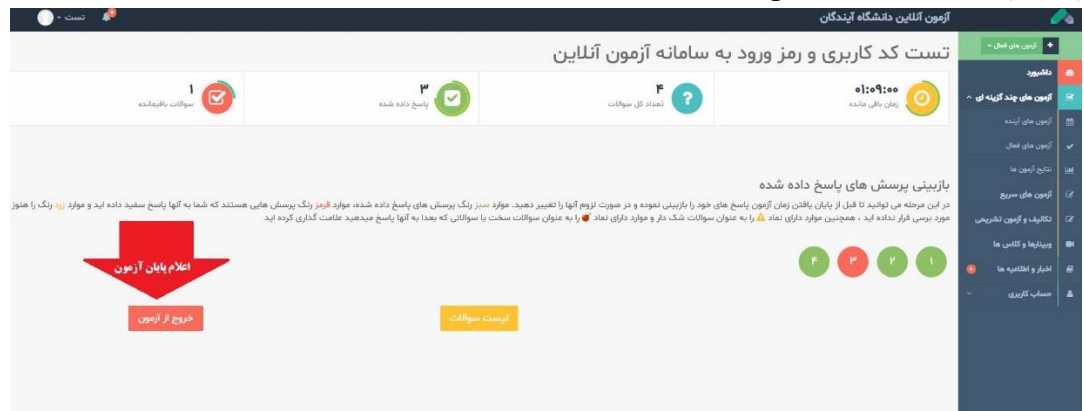 آزمون آنلاین دانشگاه آیندگان
تست
آزمون های فعال
داشبورد
آزمون های چند گزینه ای
آزمون های آینده
آزمون های فعال
نتایج آزمون ها
آزمون های سریع
تکالیف و آزمون تشریحی
وبینارها و کلاس ها
اخبار و اطلاعیه ها
حساب کاربری
تست کد کاربری و رمز ورود به سامانه آزمون آنلاین
۰۱:۰۹:۰۰
زمان باقی مانده
۴
تعداد کل سوالات
۳
پاسخ داده شده
۱
سوالات باقیمانده
بازبینی پرسش های پاسخ داده شده
در این مرحله می توانید تا قبل از پایان یافتن زمان آزمون پاسخ های خود را بازبینی نموده و در صورت لزوم آنها را تغییر دهید. موارد سبز رنگ پرسش های پاسخ داده شده، موارد قرمز رنگ پرسش هایی هستند که شما به آنها پاسخ سفید داده اید و موارد زرد رنگ را هنوز
مورد برسی قرار نداده اید ، همچنین موارد دارای نماد را به عنوان سوالات شک دار و موارد دارای نماد را به عنوان سوالات سخت یا سوالاتی که بعدا به آنها پاسخ میدهید علامت گذاری کرده اید
۱ ۲ ۳ ۴
اعلام پایان آزمون
لیست سوالات
خروج از آزمون